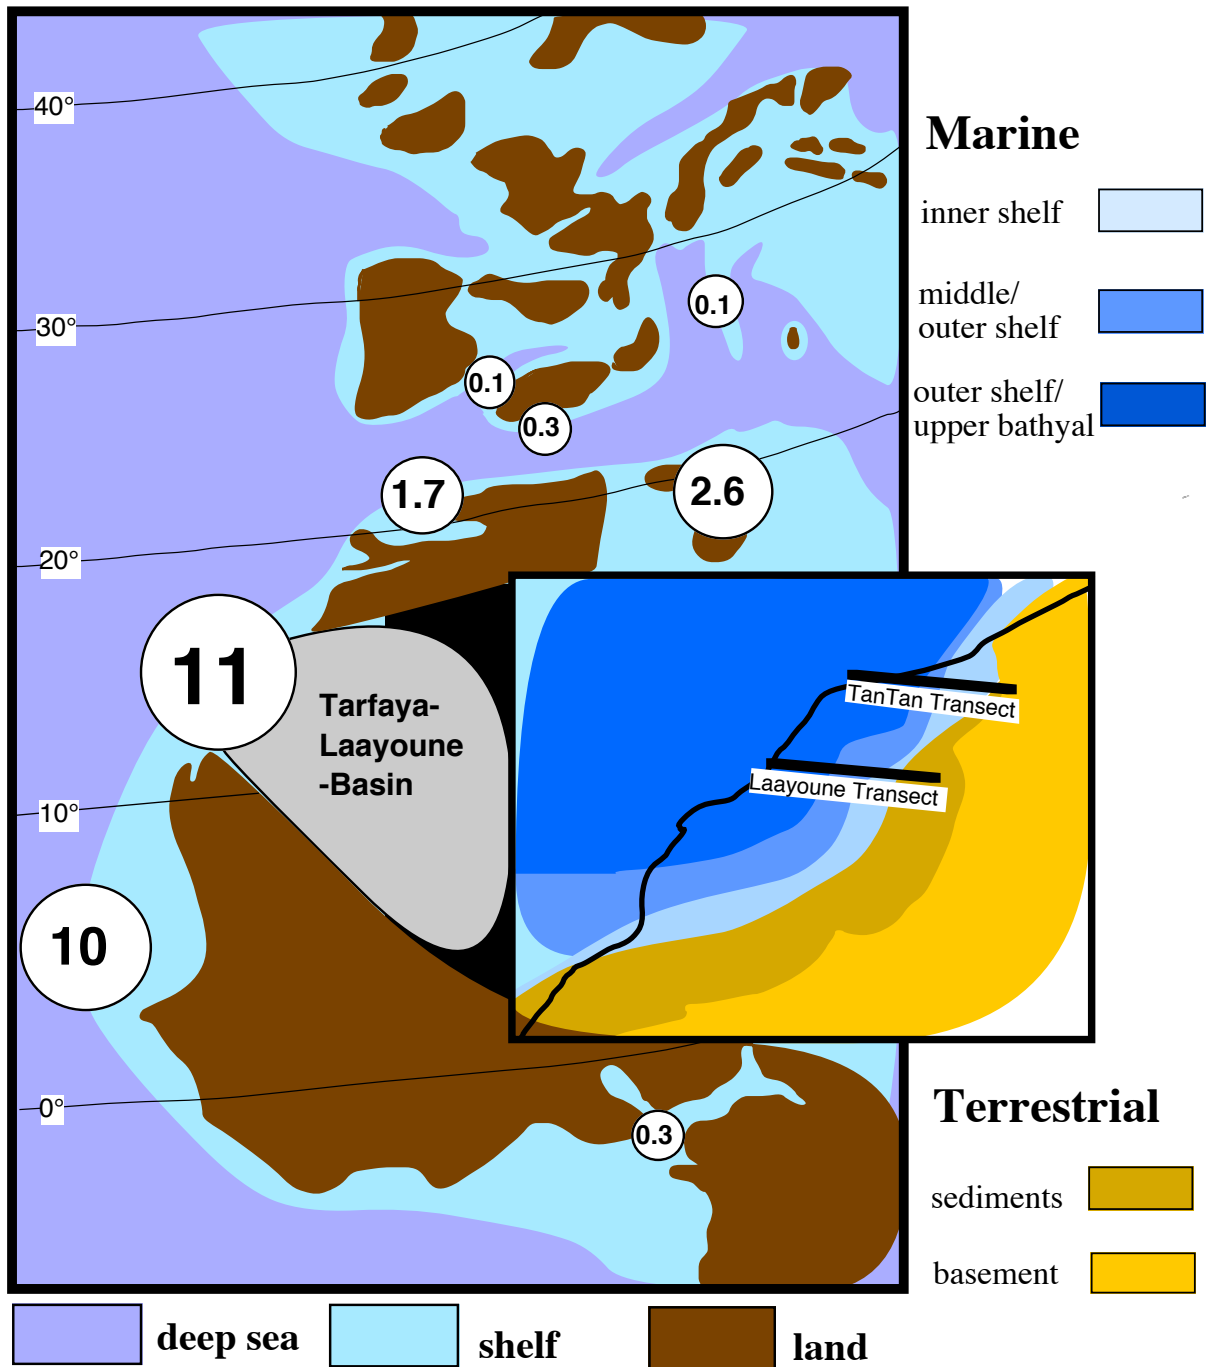 40°
30°
20°
10°
0°
0.1
0.1
0.3
1.7
2.6
11
10
0.3
Tarfaya-
Laayoune
-Basin
TanTan Transect
Laayoune Transect
Marine
inner shelf
middle/
outer shelf
outer shelf/
upper bathyal
Terrestrial
sediments
basement
deep sea
shelf
land